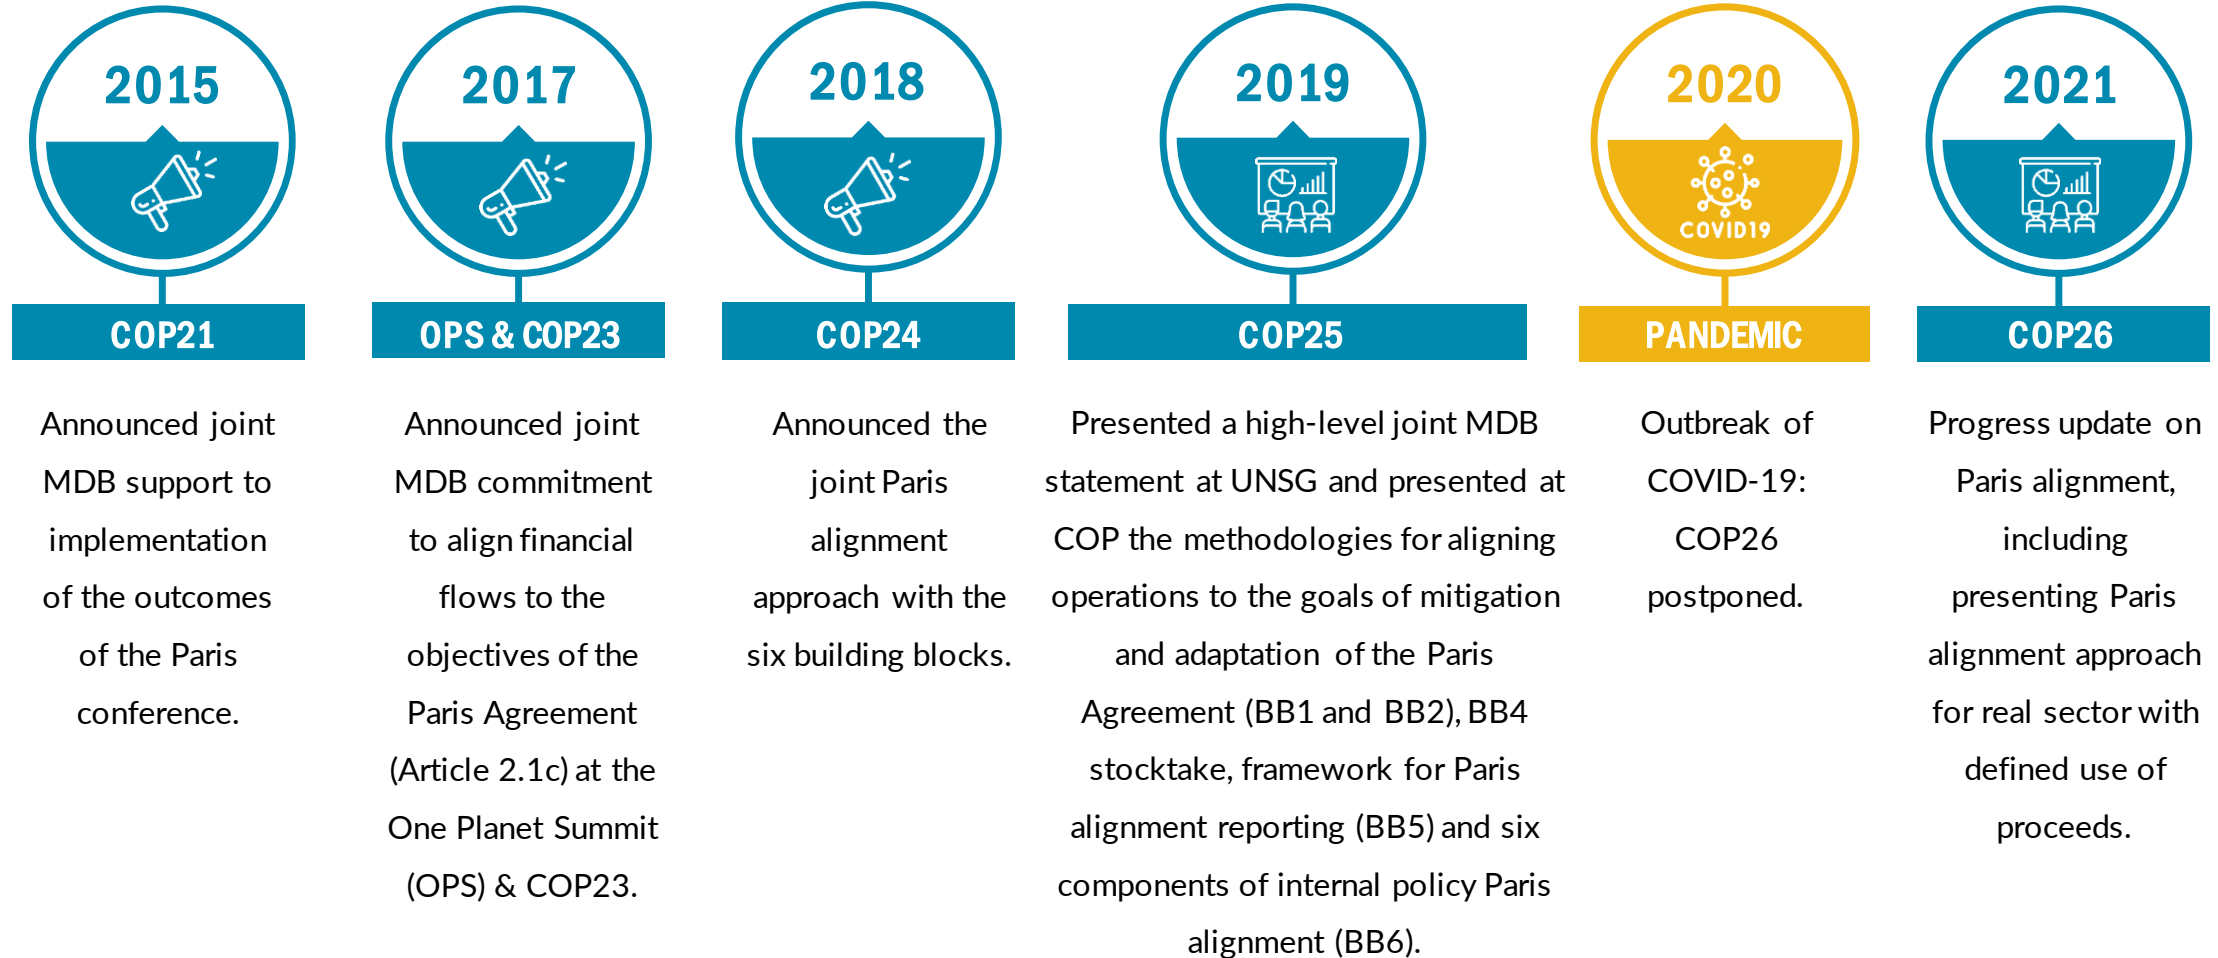 2015
COP21
Announced joint
MDB support to
implementation
of the outcomes
of the Paris
conference.
2017
OPS & COP23
Announced joint
MDB commitment
to align financial
flows to the
objectives of the
Paris Agreement
(Article 2.1c) at the
One Planet Summit
(OPS) & COP23.
2018
COP24
Announced the
joint Paris
alignment
approach with the
six building blocks.
2019
COP25
Presented a high-level joint MDB
statement at UNSG and presented at
COP the methodologies for aligning
operations to the goals of mitigation
and adaptation of the Paris
Agreement (BB1 and BB2), BB4
stocktake, framework for Paris
alignment reporting (BB5) and six
components of internal policy Paris
alignment (BB6).
2020
COVID19
PANDEMIC
Outbreak of
COVID-19:
COP26
postponed.
2021
COP26
Progress update on
Paris alignment,
including
presenting Paris
alignment approach
for real sector with
defined use of
proceeds.